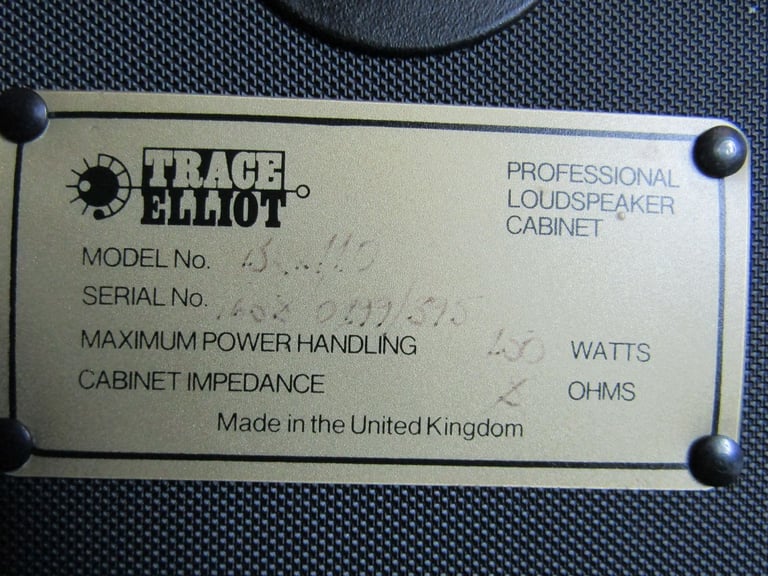 TRACE
ELLIOT
PROFESSIONAL
LOUDSPEAKER
CABINET
MODEL No.
SERIAL No.
MAXIMUM POWER HANDLING WATTS
CABINET IMPEDANCE OHMS
Made in the United Kingdom